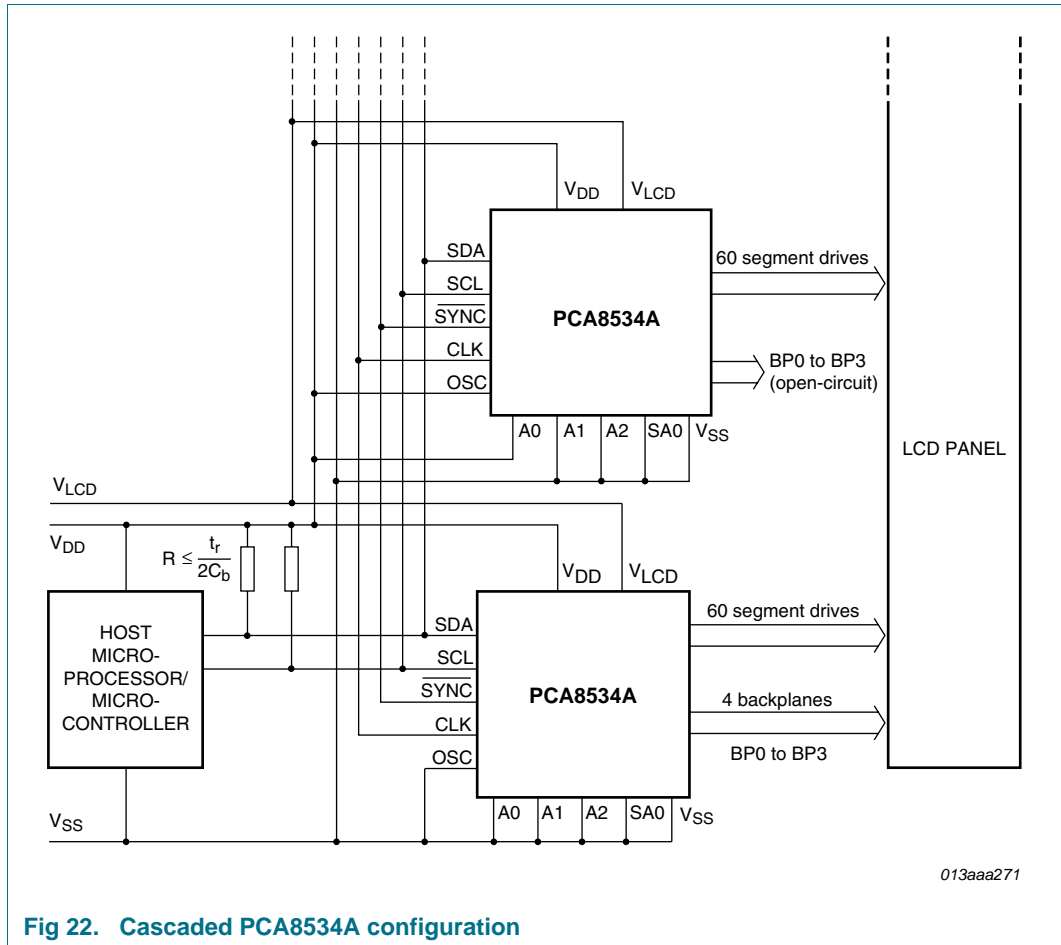 VDD
VLCD
SDA
SCL
SYNC
CLK
OSC
PCA8534A
60 segment drives
BP0 to BP3
(open-circuit)
A0
A1
A2
SA0
VSS
LCD PANEL
VLCD
VDD
R ≤ tr
2Cb
HOST
MICRO-
PROCESSOR/
MICRO-
CONTROLLER
VSS
VDD
VLCD
SDA
SCL
SYNC
CLK
OSC
PCA8534A
60 segment drives
4 backplanes
BP0 to BP3
A0
A1
A2
SA0
VSS
013aaa271
Fig 22. Cascaded PCA8534A configuration